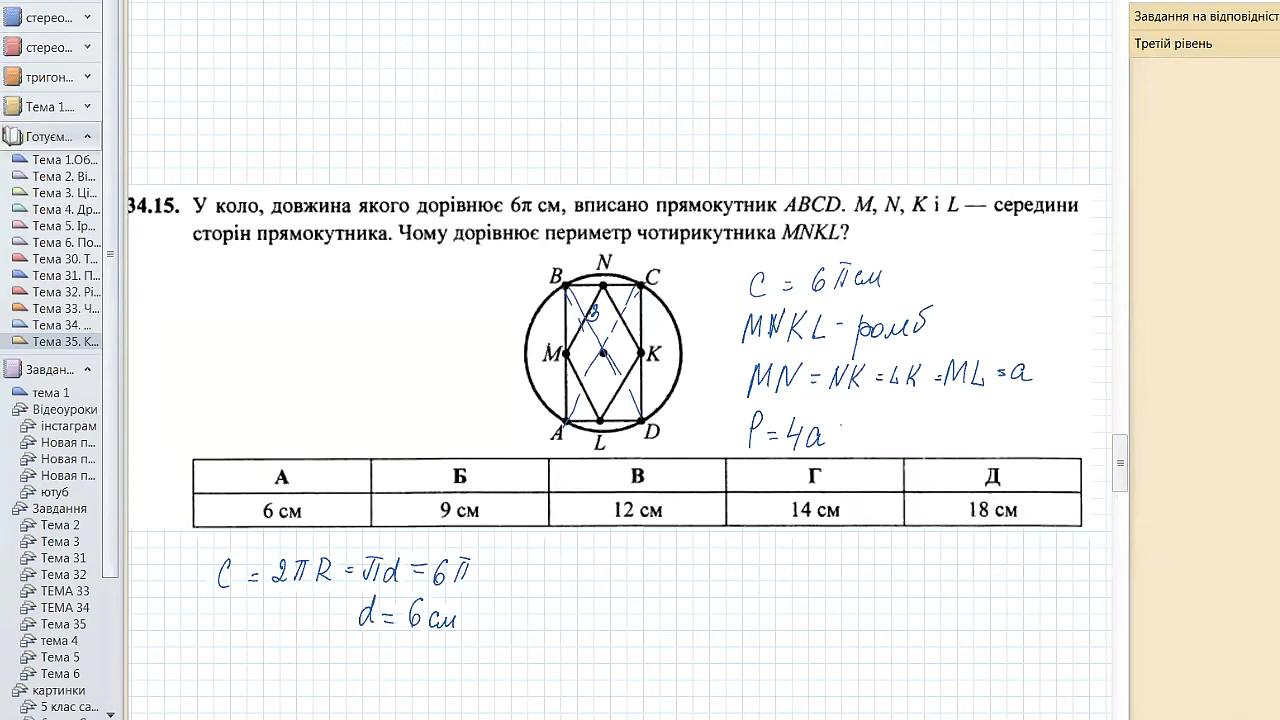 стерео...
стерео...
тригон...
Тема 1....
Готуєм...
Тема 1.Об...
Тема 2. Ві...
Тема 3. Ці...
Тема 4. Др...
Тема 5. Ір...
Тема 6. По...
Тема 30. Т...
Тема 31. П...
Тема 32. Рі...
Тема 33. Ч...
Тема 34. ...
Тема 35. К...
Завдан...
тема 1
Відеоуроки
інстаграм
Новая п...
Новая п...
Новая п...
ютуб
Завдання
Тема 2
Тема 3
Тема 31
Тема 32
ТЕМА 33
ТЕМА 34
Тема 35
тема 4
Тема 5
Тема 6
картинки
5 клас са...
34.15. У коло, довжина якого дорівнює 6π см, вписано прямокутник ABCD. M, N, K і L — середини
сторін прямокутника. Чому дорівнює периметр чотирикутника MNKL?
N
B C
3
M K
A D
L
C = 6π см
MNKL - ромб
MN = NK = LK = ML = a
P = 4a
А Б В Г Д
6 см 9 см 12 см 14 см 18 см
C = 2πR = πd = 6π
d = 6 см
Завдання на відповідніст
Третій рівень